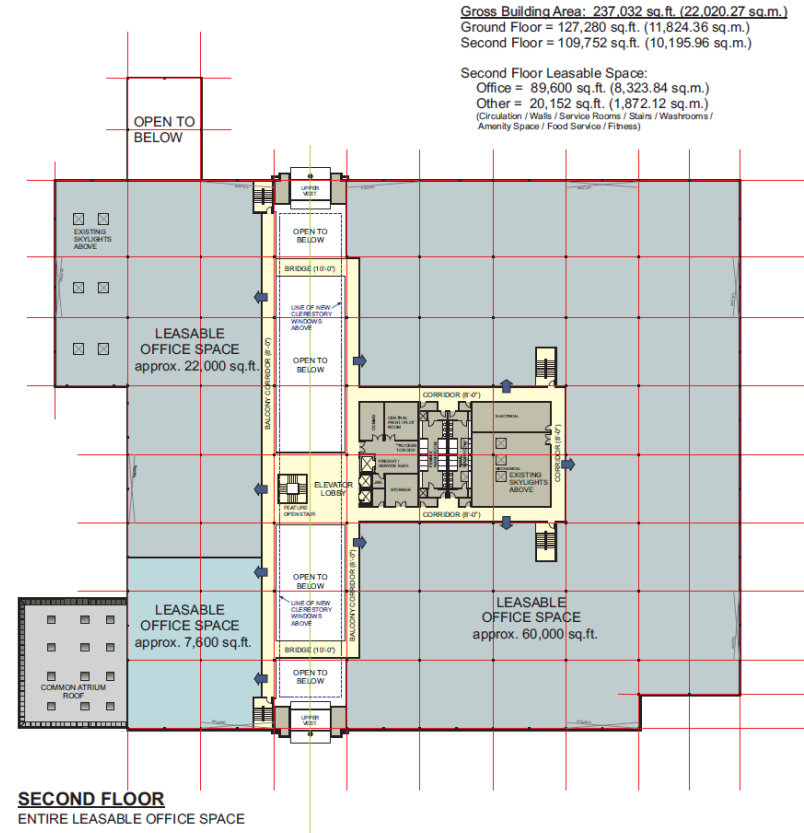 Gross Building Area: 237,032 sq.ft. (22,020.27 sq.m.)
Ground Floor = 127,280 sq.ft. (11,824.36 sq.m.)
Second Floor = 109,752 sq.ft. (10,195.96 sq.m.)
Second Floor Leasable Space:
Office = 89,600 sq.ft. (8,323.84 sq.m.)
Other = 20,152 sq.ft. (1,872.12 sq.m.)
(Circulation / Walls / Service Rooms / Stairs / Washrooms /
Amenity Space / Food Service / Fitness)
OPEN TO
BELOW
UPPER
VEST.
EXISTING
SKYLIGHTS
ABOVE
OPEN TO
BELOW
BRIDGE (10'-0")
LINE OF NEW
CLERESTORY
WINDOWS
ABOVE
LEASABLE
OFFICE SPACE
approx. 22,000 sq.ft.
OPEN TO
BELOW
BALCONY CORRIDOR (8'-0")
CORRIDOR (8'-0")
COMMS
CENTRAL
PRINT / PLOT
ROOM
ELECTRICAL
CORRIDOR (8'-0")
FREIGHT /
SERVICE ELEV.
MECHANICAL
EXISTING
SKYLIGHTS
ABOVE
JAN.
STORAGE
ELEVATOR
LOBBY
FEATURE
OPEN STAIR
CORRIDOR (8'-0")
OPEN TO
BELOW
BALCONY CORRIDOR (8'-0")
LINE OF NEW
CLERESTORY
WINDOWS
ABOVE
LEASABLE
OFFICE SPACE
approx. 7,600 sq.ft.
LEASABLE
OFFICE SPACE
approx. 60,000 sq.ft.
BRIDGE (10'-0")
OPEN TO
BELOW
COMMON ATRIUM
ROOF
UPPER
VEST.
SECOND FLOOR
ENTIRE LEASABLE OFFICE SPACE